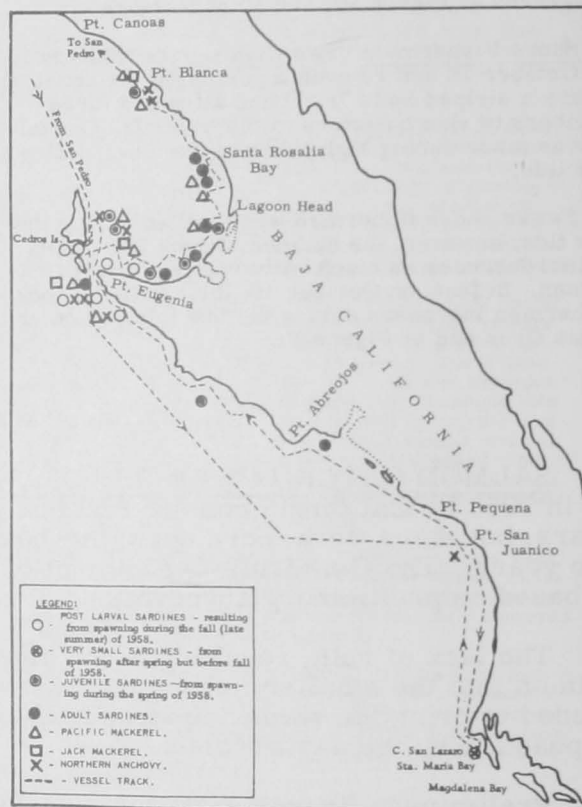 Pt. Canoas
To San
Pedro
Pt. Blanca
From San Pedro
Santa Rosalia
Bay
Lagoon Head
Cedros Is.
BAJA CALIFORNIA
Pt. Eugenia
Pt. Abreojos
Pt. Pequena
Pt. San
Juanico
LEGEND:
- POST LARVAL SARDINES - resulting
from spawning during the fall (late
summer) of 1958.
- VERY SMALL SARDINES - from
spawning after spring but before fall
of 1958.
- JUVENILE SARDINES - from spawn-
ing during the spring of 1958.
- ADULT SARDINES.
- PACIFIC MACKEREL.
- JACK MACKEREL.
- NORTHERN ANCHOVY.
- VESSEL TRACK.
C. San Lazaro
Sta. Maria Bay
Magdalena Bay